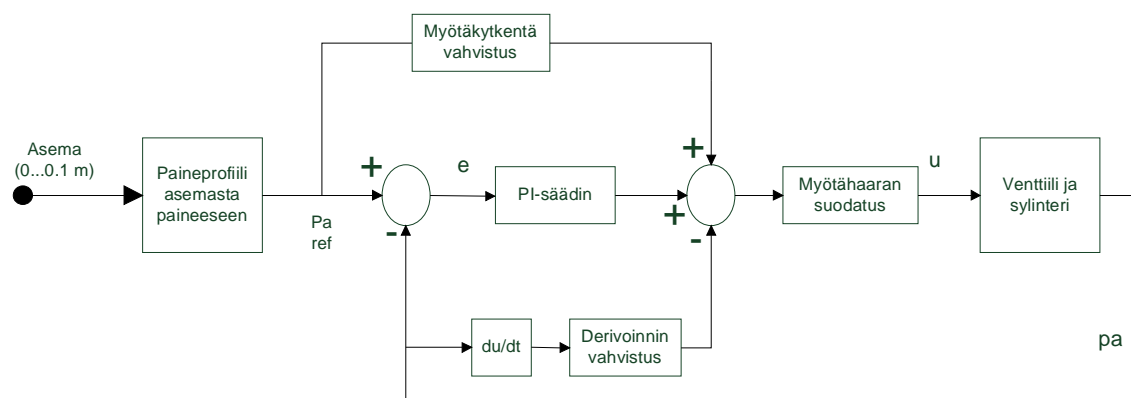 Myötäkytkentä
vahvistus
Asema
(0...0.1 m)
Paineprofiili
asemasta
paineeseen
Pa
ref
+
-
e
PI-säädin
+
+
-
Myötähaaran
suodatus
u
Venttiili ja
sylinteri
du/dt
Derivoinnin
vahvistus
pa